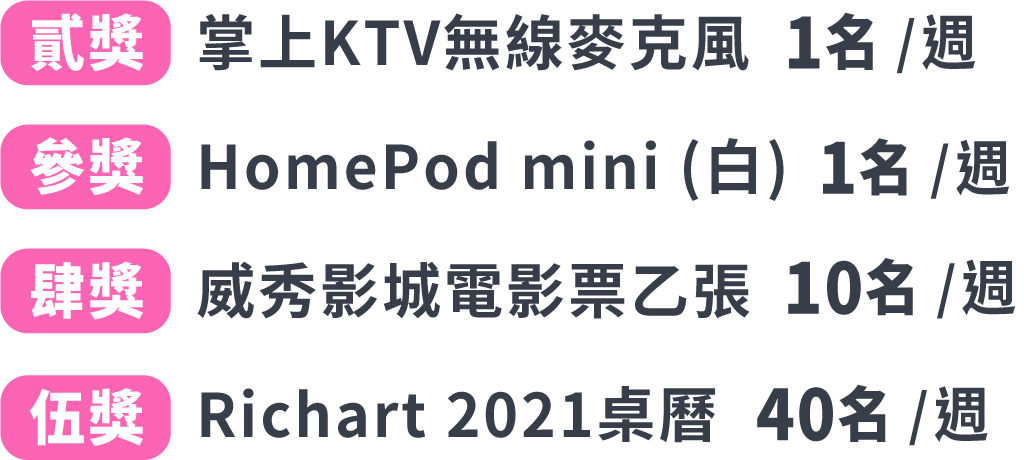 貳獎 掌上KTV無線麥克風 1名 /週
參獎 HomePod mini (白) 1名 /週
肆獎 威秀影城電影票乙張 10名 /週
伍獎 Richart 2021桌曆 40名 /週